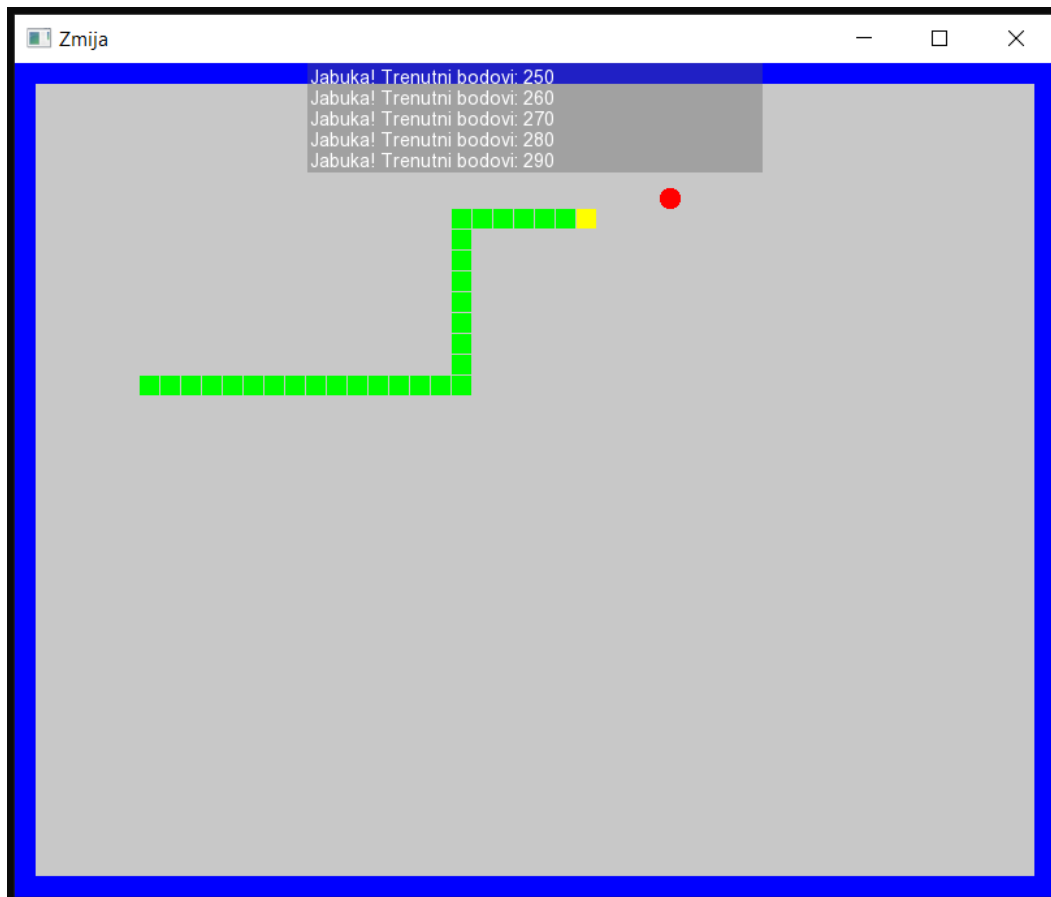 Zmija
Jabuka! Trenutni bodovi: 250
Jabuka! Trenutni bodovi: 260
Jabuka! Trenutni bodovi: 270
Jabuka! Trenutni bodovi: 280
Jabuka! Trenutni bodovi: 290